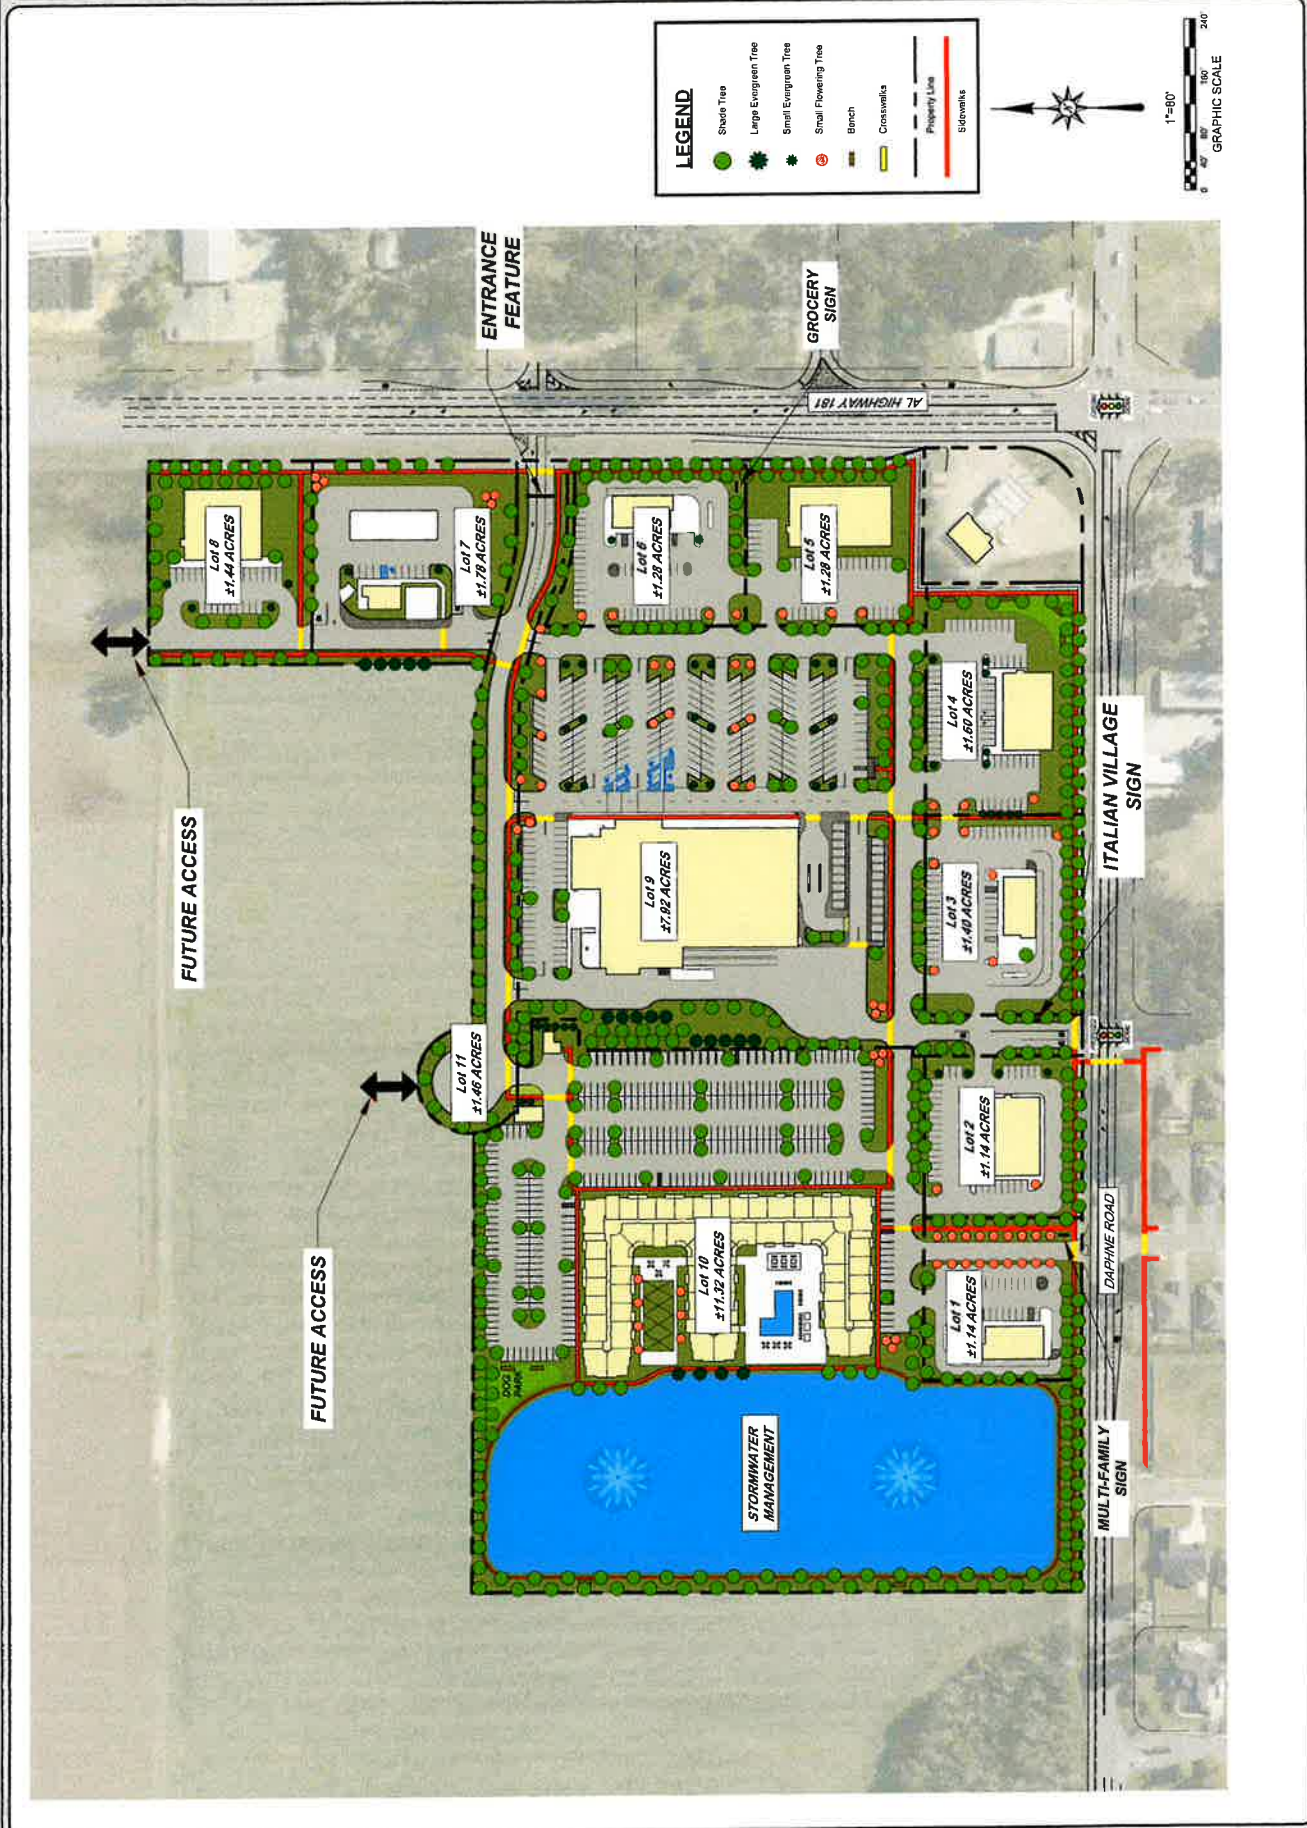 LEGEND
Shade Tree
Large Evergreen Tree
Small Evergreen Tree
Small Flowering Tree
Bench
Crosswalks
Property Line
Sidewalks
1"=80'
0 40' 80' 160' 240'
GRAPHIC SCALE
ENTRANCE
FEATURE
GROCERY
SIGN
AL HIGHWAY 181
FUTURE ACCESS
FUTURE ACCESS
Lot 8
±1.44 ACRES
Lot 7
±1.78 ACRES
Lot 6
±1.28 ACRES
Lot 5
±1.28 ACRES
Lot 4
±1.60 ACRES
Lot 9
±7.92 ACRES
Lot 3
±1.40 ACRES
ITALIAN VILLAGE
SIGN
Lot 11
±1.46 ACRES
Lot 2
±1.14 ACRES
Lot 10
±11.32 ACRES
Lot 1
±1.14 ACRES
DAPHNE ROAD
DOG
PARK
STORMWATER
MANAGEMENT
MULTI-FAMILY
SIGN